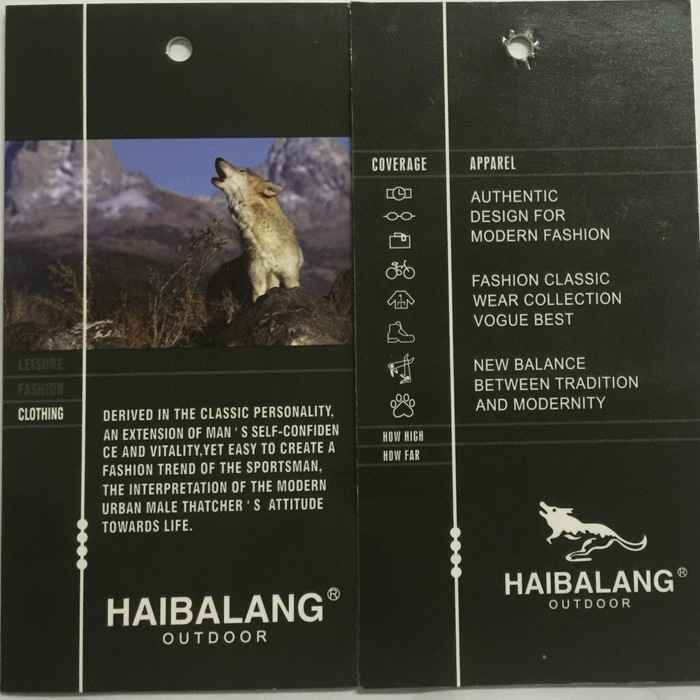 LEISURE
FASHION
CLOTHING
DERIVED IN THE CLASSIC PERSONALITY,
AN EXTENSION OF MAN ' S SELF-CONFIDEN
CE AND VITALITY,YET EASY TO CREATE A
FASHION TREND OF THE SPORTSMAN,
THE INTERPRETATION OF THE MODERN
URBAN MALE THATCHER ' S ATTITUDE
TOWARDS LIFE.
HAIBALANG®
OUTDOOR
COVERAGE
APPAREL
AUTHENTIC
DESIGN FOR
MODERN FASHION
FASHION CLASSIC
WEAR COLLECTION
VOGUE BEST
NEW BALANCE
BETWEEN TRADITION
AND MODERNITY
HOW HIGH
HOW FAR
HAIBALANG®
OUTDOOR